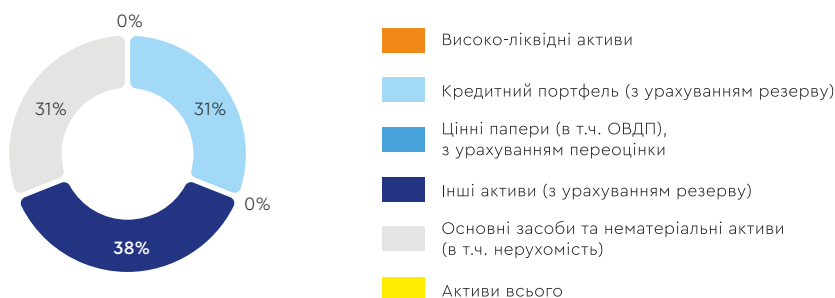 0%
31%
31%
0%
38%
Високо-ліквідні активи
Кредитний портфель (з урахуванням резерву)
Цінні папери (в т.ч. ОВДП),
з урахуванням переоцінки
Інші активи (з урахуванням резерву)
Основні засоби та нематеріальні активи
(в т.ч. нерухомість)
Активи всього